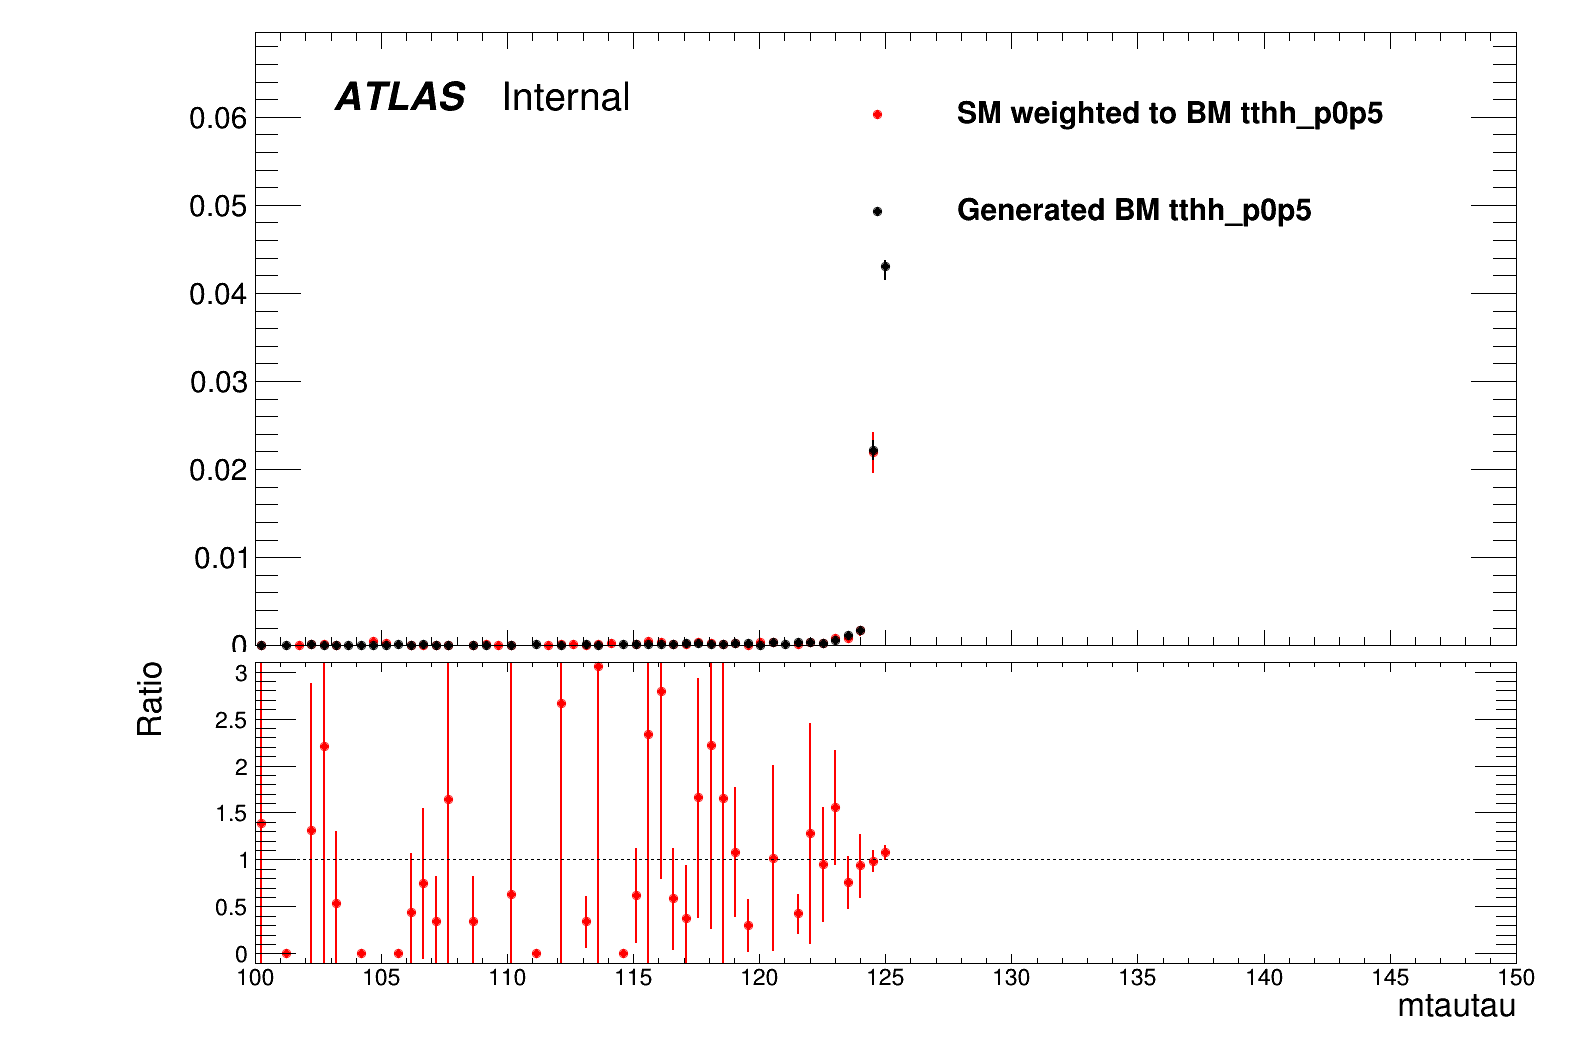 ATLAS Internal
SM weighted to BM tthh_p0p5
Generated BM tthh_p0p5
0.06
0.05
0.04
0.03
0.02
0.01
0
Ratio
3
2.5
2
1.5
1
0.5
0
100 105 110 115 120 125 130 135 140 145 150
mtautau